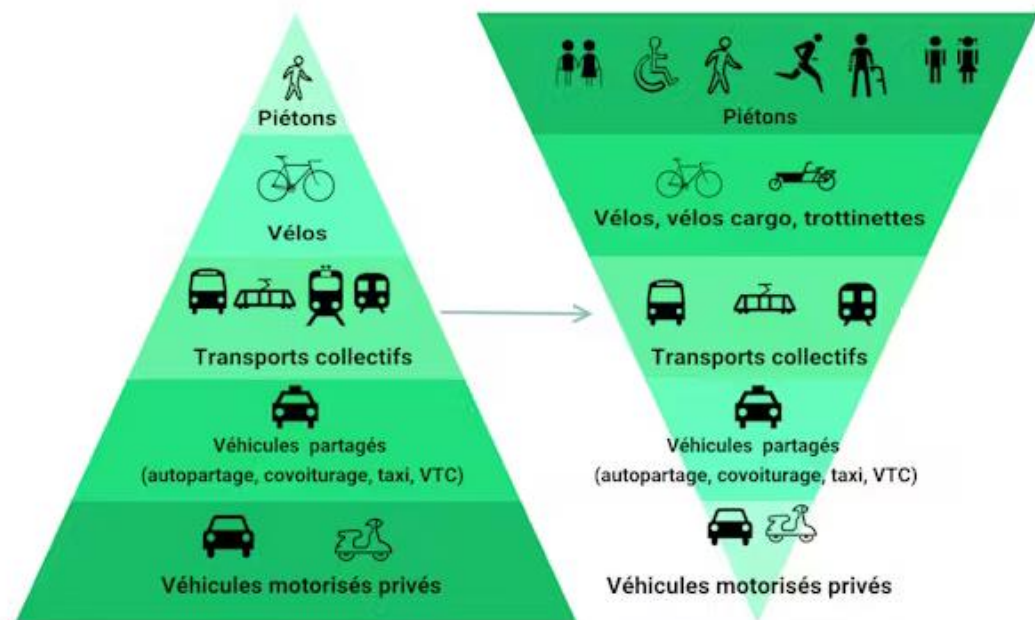 Piétons
Vélos
Transports collectifs
Véhicules partagés
(autopartage, covoiturage, taxi, VTC)
Véhicules motorisés privés
Piétons
Vélos, vélos cargo, trottinettes
Transports collectifs
Véhicules partagés
(autopartage, covoiturage, taxi, VTC)
Véhicules motorisés privés